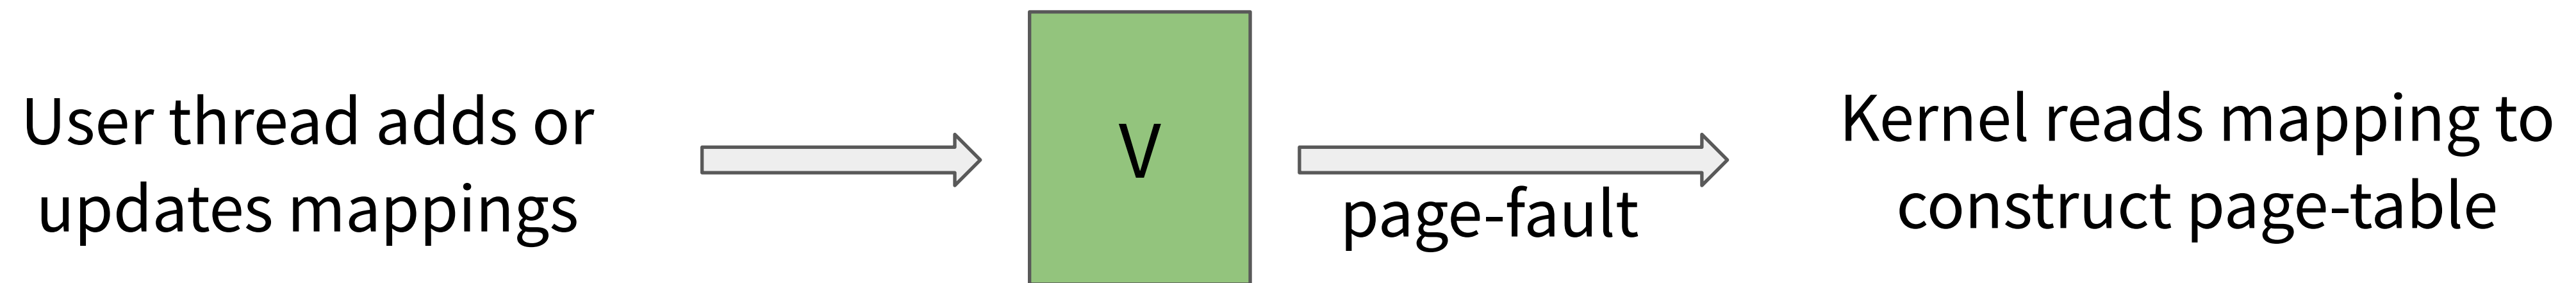 User thread adds or
updates mappings
V
page-fault
Kernel reads mapping to
construct page-table